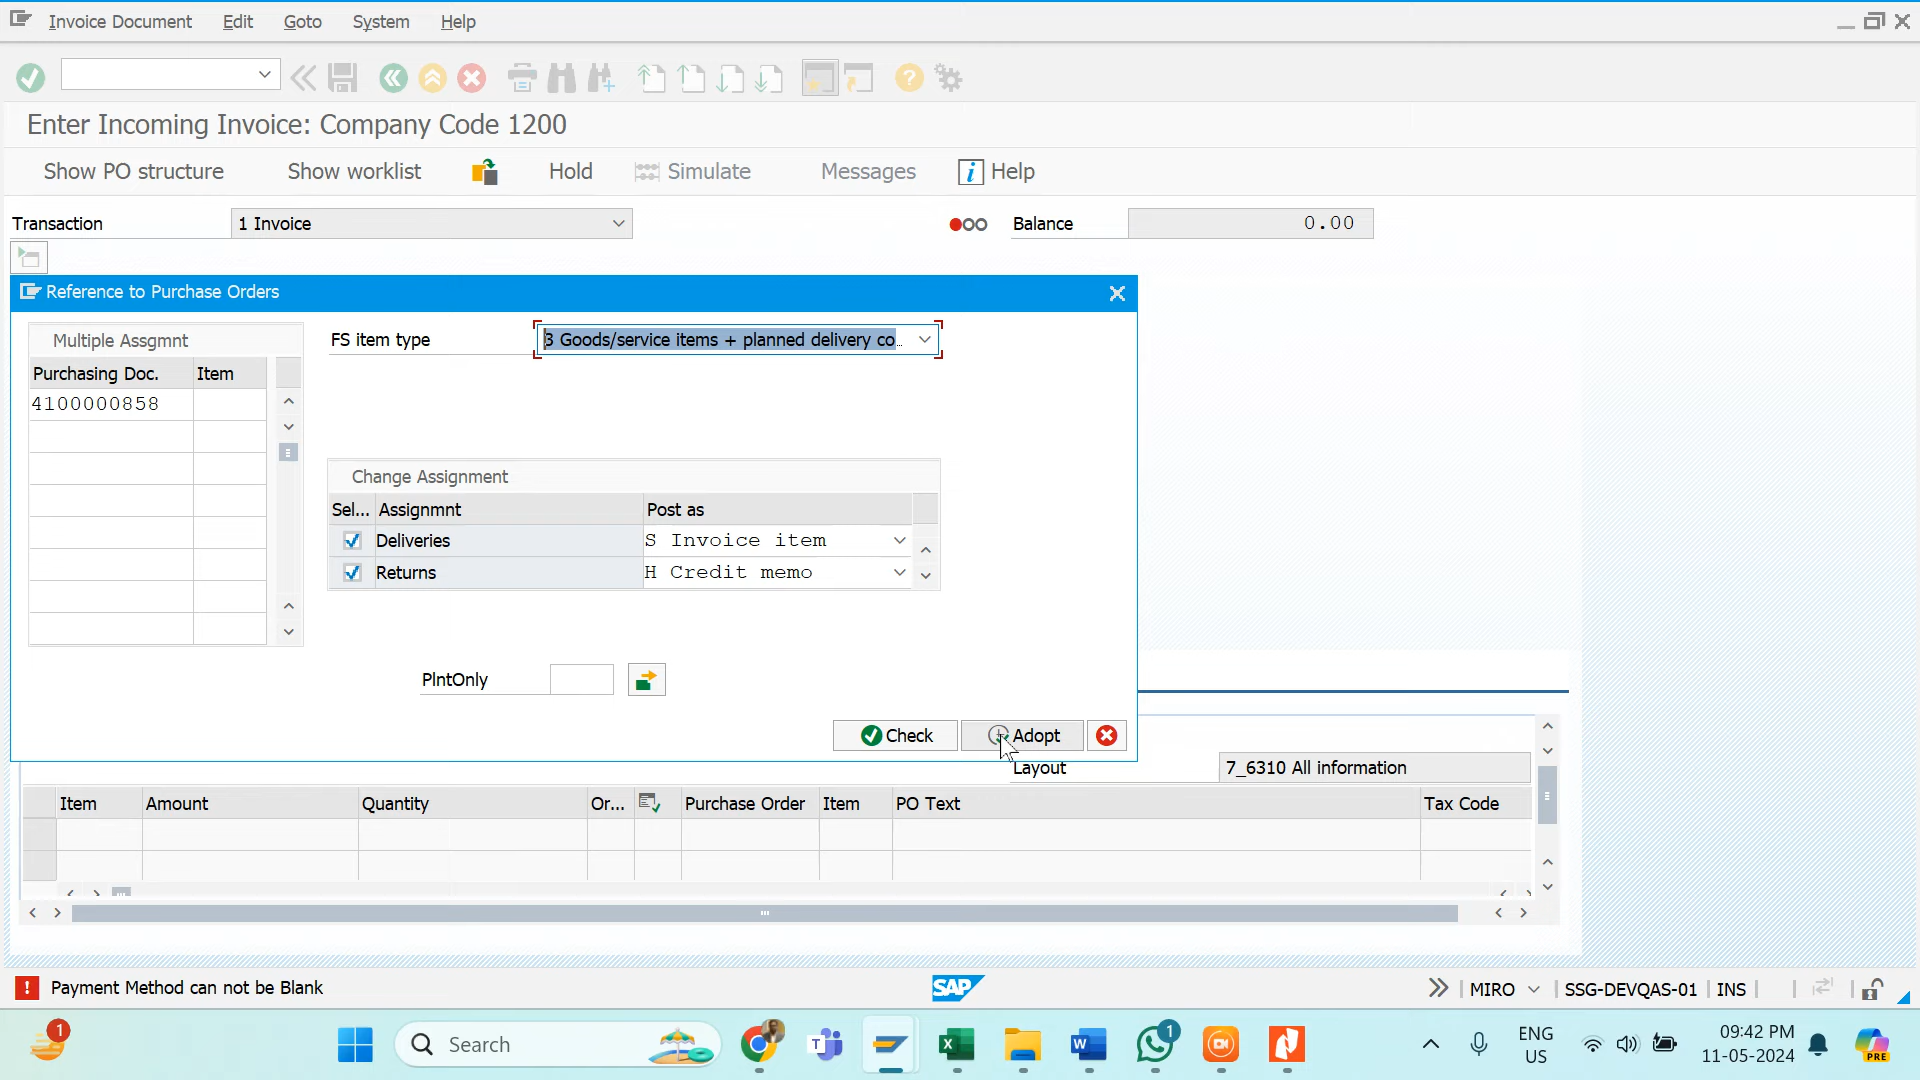 Invoice Document Edit Goto System Help
Enter Incoming Invoice: Company Code 1200
Show PO structure Show worklist Hold Simulate Messages i Help
Transaction 1 Invoice Balance 0.00
Reference to Purchase Orders
Multiple Assgmnt FS item type 3 Goods/service items + planned delivery co...
Purchasing Doc. Item
4100000858
Change Assignment
Sel... Assignmnt Post as
Deliveries S Invoice item
Returns H Credit memo
PlntOnly
Check Adopt
Layout 7_6310 All information
Item Amount Quantity Or... Purchase Order Item PO Text Tax Code
! Payment Method can not be Blank SAP MIRO SSG-DEVQAS-01 INS
1 Search 1 ENG 09:42 PM
US 11-05-2024 PRE